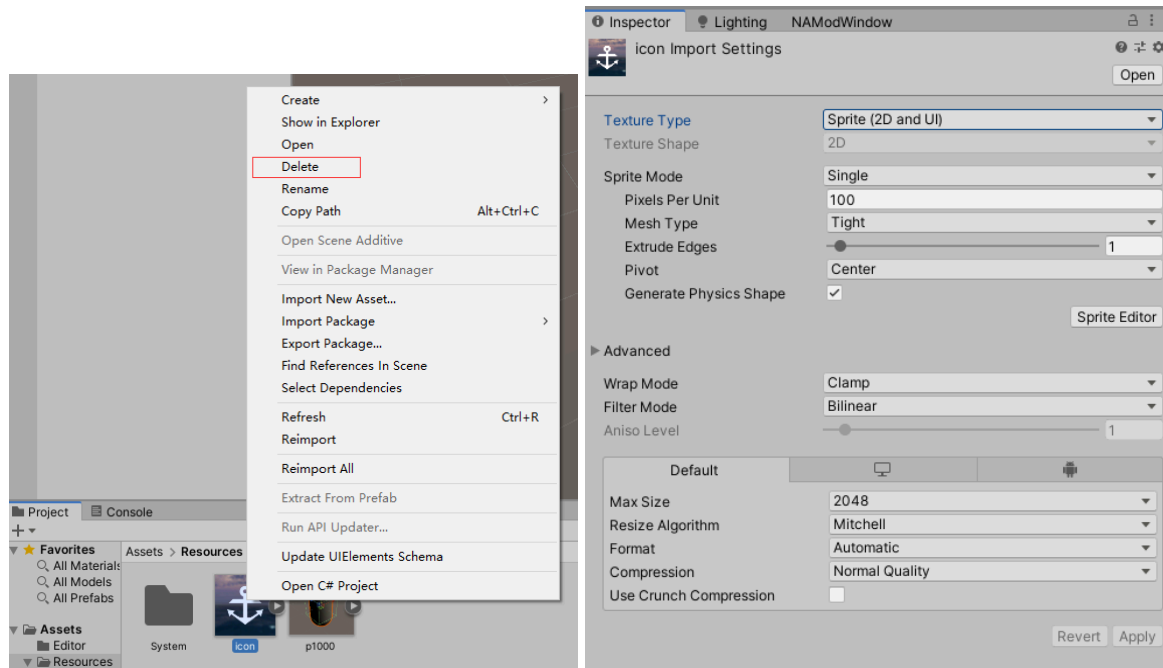 Create
Show in Explorer
Open
Delete
Rename
Copy Path Alt+Ctrl+C
Open Scene Additive
View in Package Manager
Import New Asset...
Import Package
Export Package...
Find References In Scene
Select Dependencies
Refresh Ctrl+R
Reimport
Reimport All
Extract From Prefab
Run API Updater...
Update UIElements Schema
Open C# Project
Project Console
Favorites
All Materials
All Models
All Prefabs
Assets
Editor
Resources
Assets > Resources
System icon p1000
Inspector Lighting NAModWindow
icon Import Settings
Open
Texture Type Sprite (2D and UI)
Texture Shape 2D
Sprite Mode Single
Pixels Per Unit 100
Mesh Type Tight
Extrude Edges 1
Pivot Center
Generate Physics Shape
Sprite Editor
Advanced
Wrap Mode Clamp
Filter Mode Bilinear
Aniso Level 1
Default
Max Size 2048
Resize Algorithm Mitchell
Format Automatic
Compression Normal Quality
Use Crunch Compression
Revert Apply